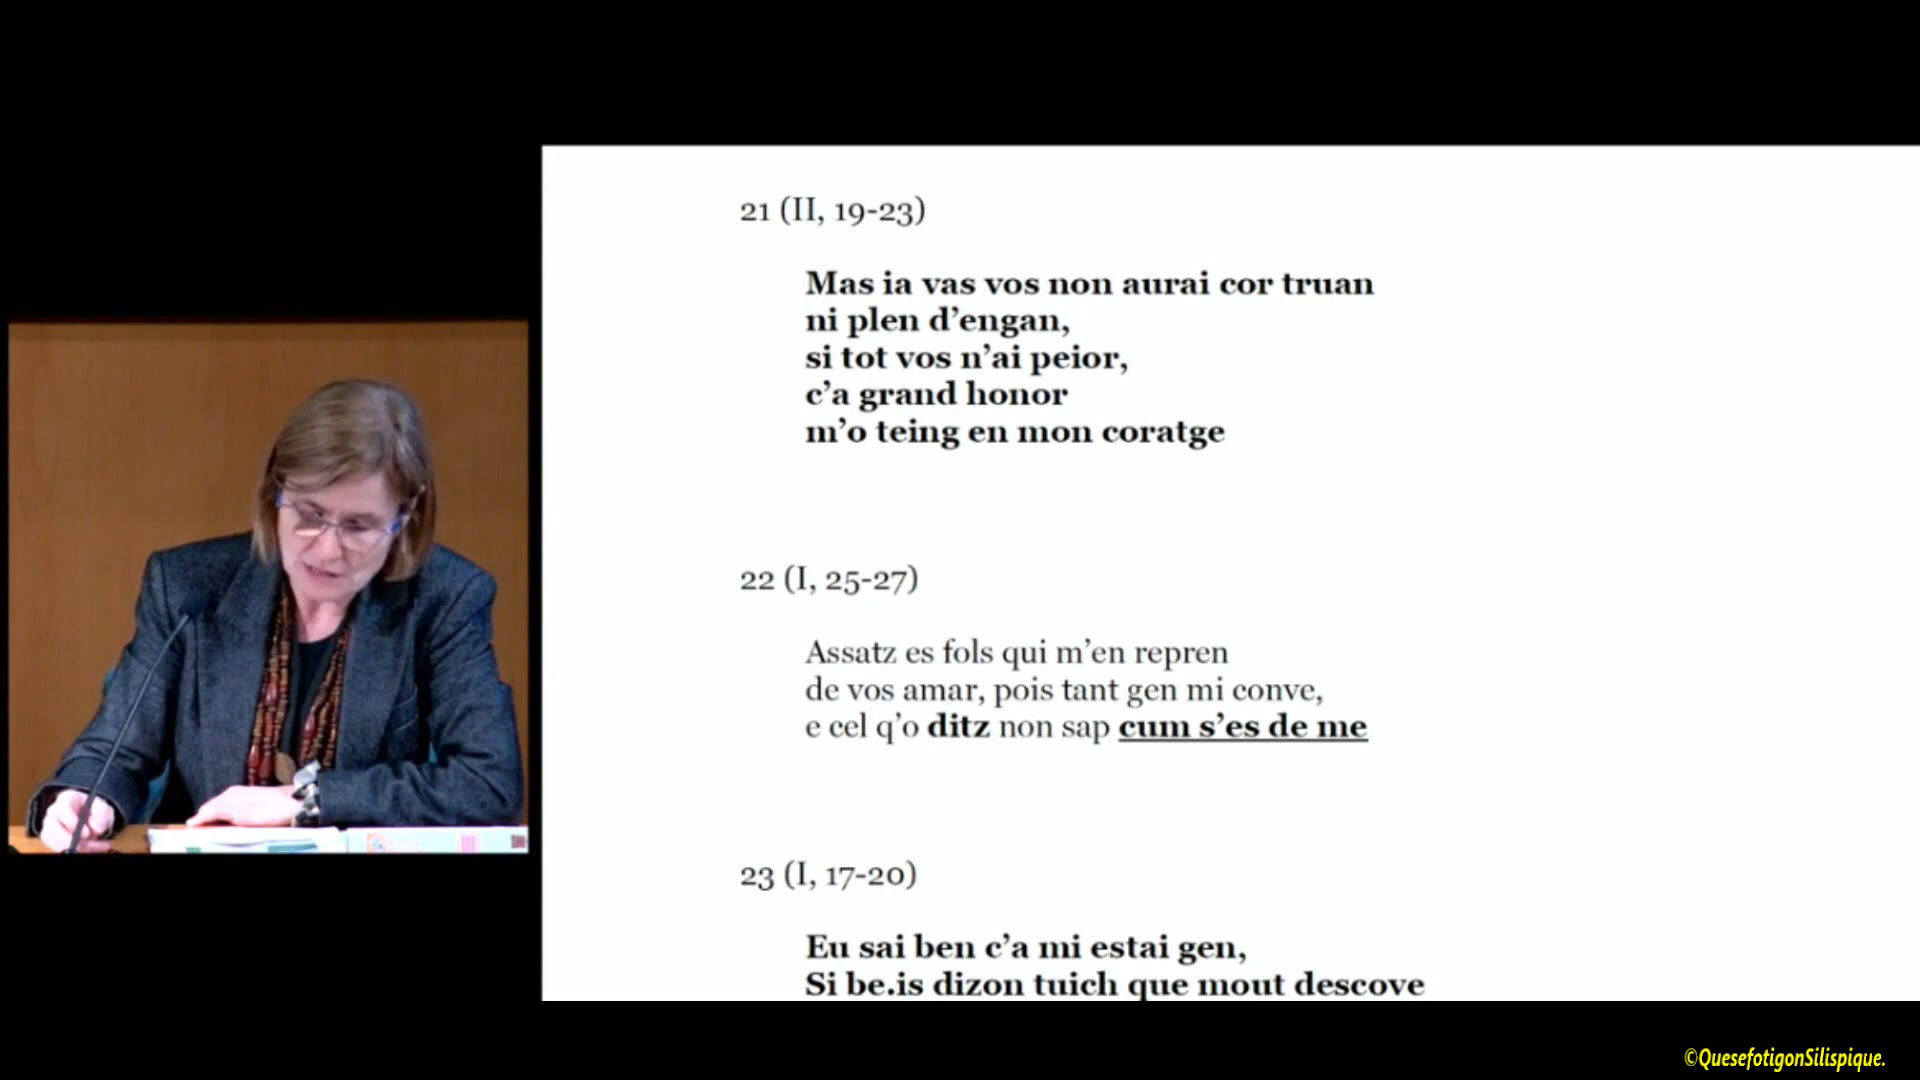 21 (II, 19-23)
Mas ia vas vos non aurai cor truan
ni plen d’engan,
si tot vos n’ai peior,
c’a grand honor
m’o teing en mon coratge
22 (I, 25-27)
Assatz es fols qui m’en repren
de vos amar, pois tant gen mi conve,
e cel q’o ditz non sap cum s’es de me
23 (I, 17-20)
Eu sai ben c’a mi estai gen,
Si be.is dizon tuich que mout descove
©QuesefotigonSilispique.